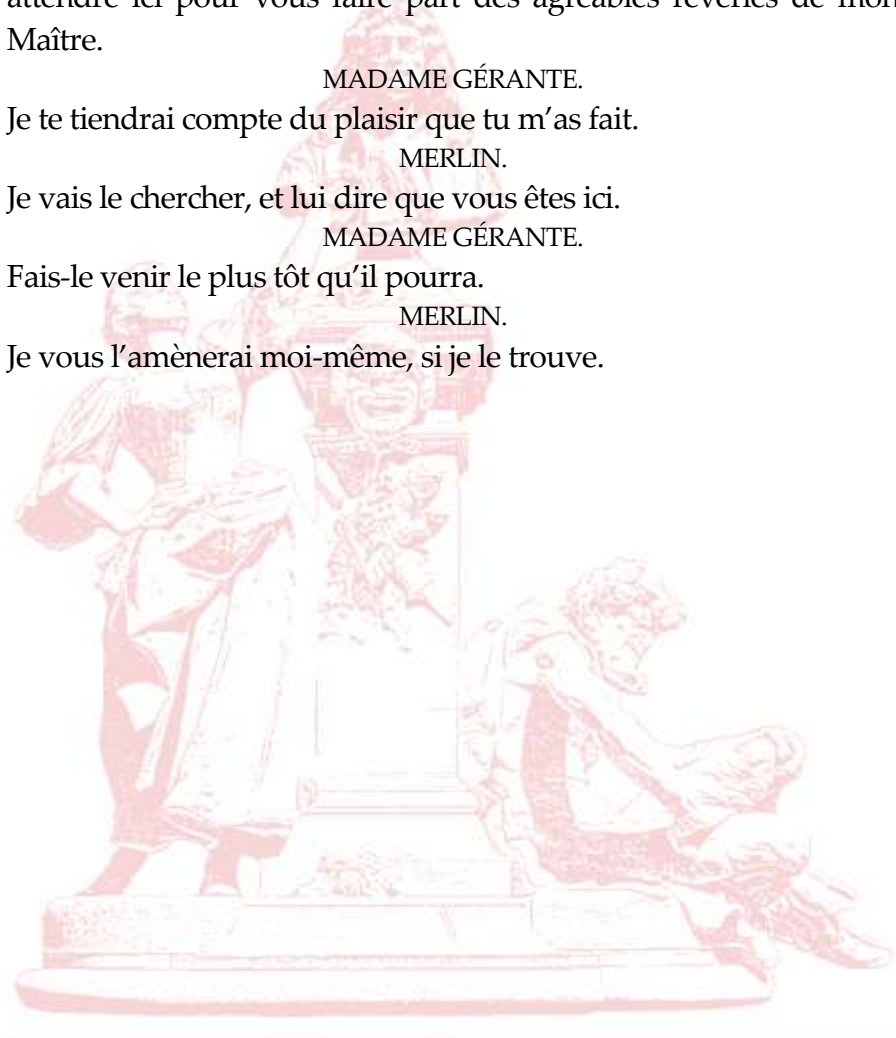 attendre ici pour vous faire part des agréables rêveries de mon
Maître.
MADAME GÉRANTE.
Je te tiendrai compte du plaisir que tu m’as fait.
MERLIN.
Je vais le chercher, et lui dire que vous êtes ici.
MADAME GÉRANTE.
Fais-le venir le plus tôt qu’il pourra.
MERLIN.
Je vous l’amènerai moi-même, si je le trouve.